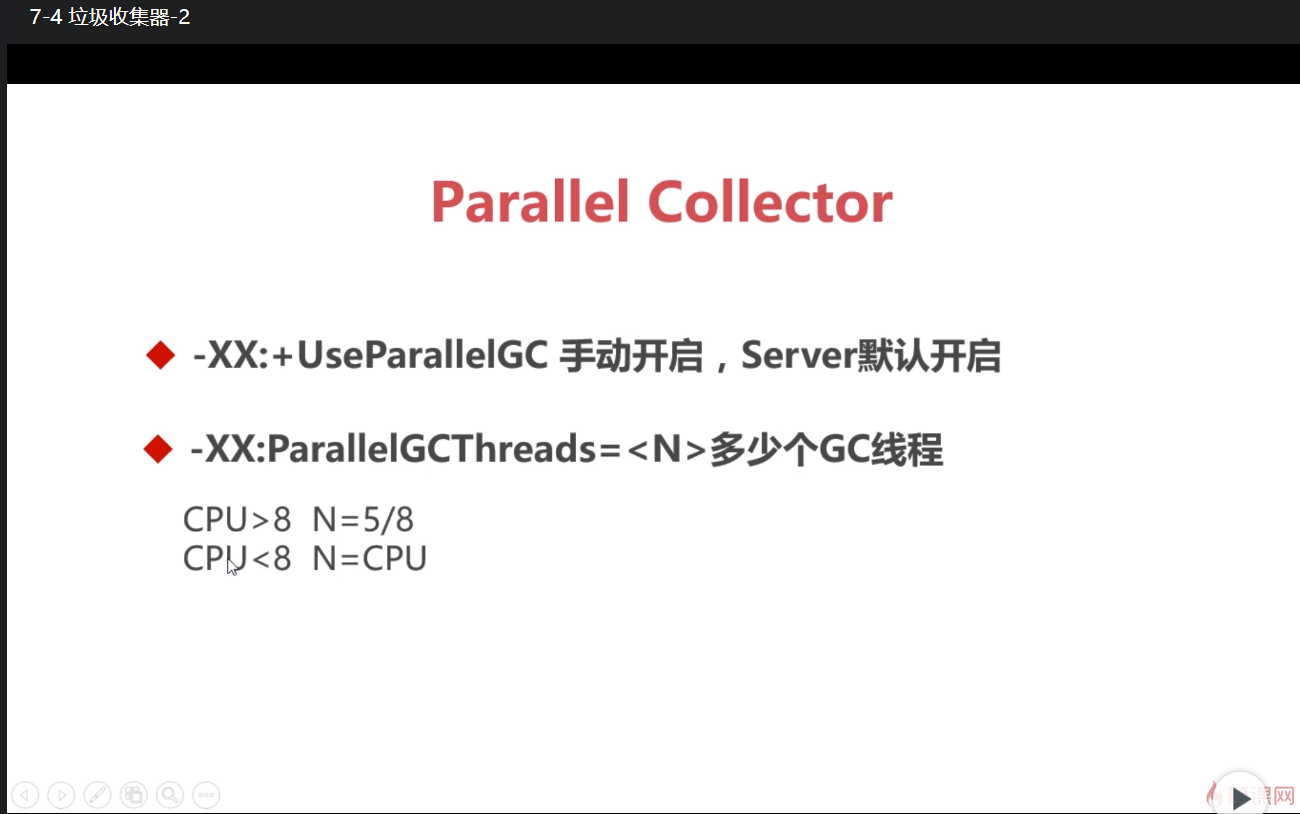 7-4 垃圾收集器-2
Parallel Collector
-XX:+UseParallelGC 手动开启，Server默认开启
-XX:ParallelGCThreads=<N>多少个GC线程
CPU>8 N=5/8
CPU<8 N=CPU
课网